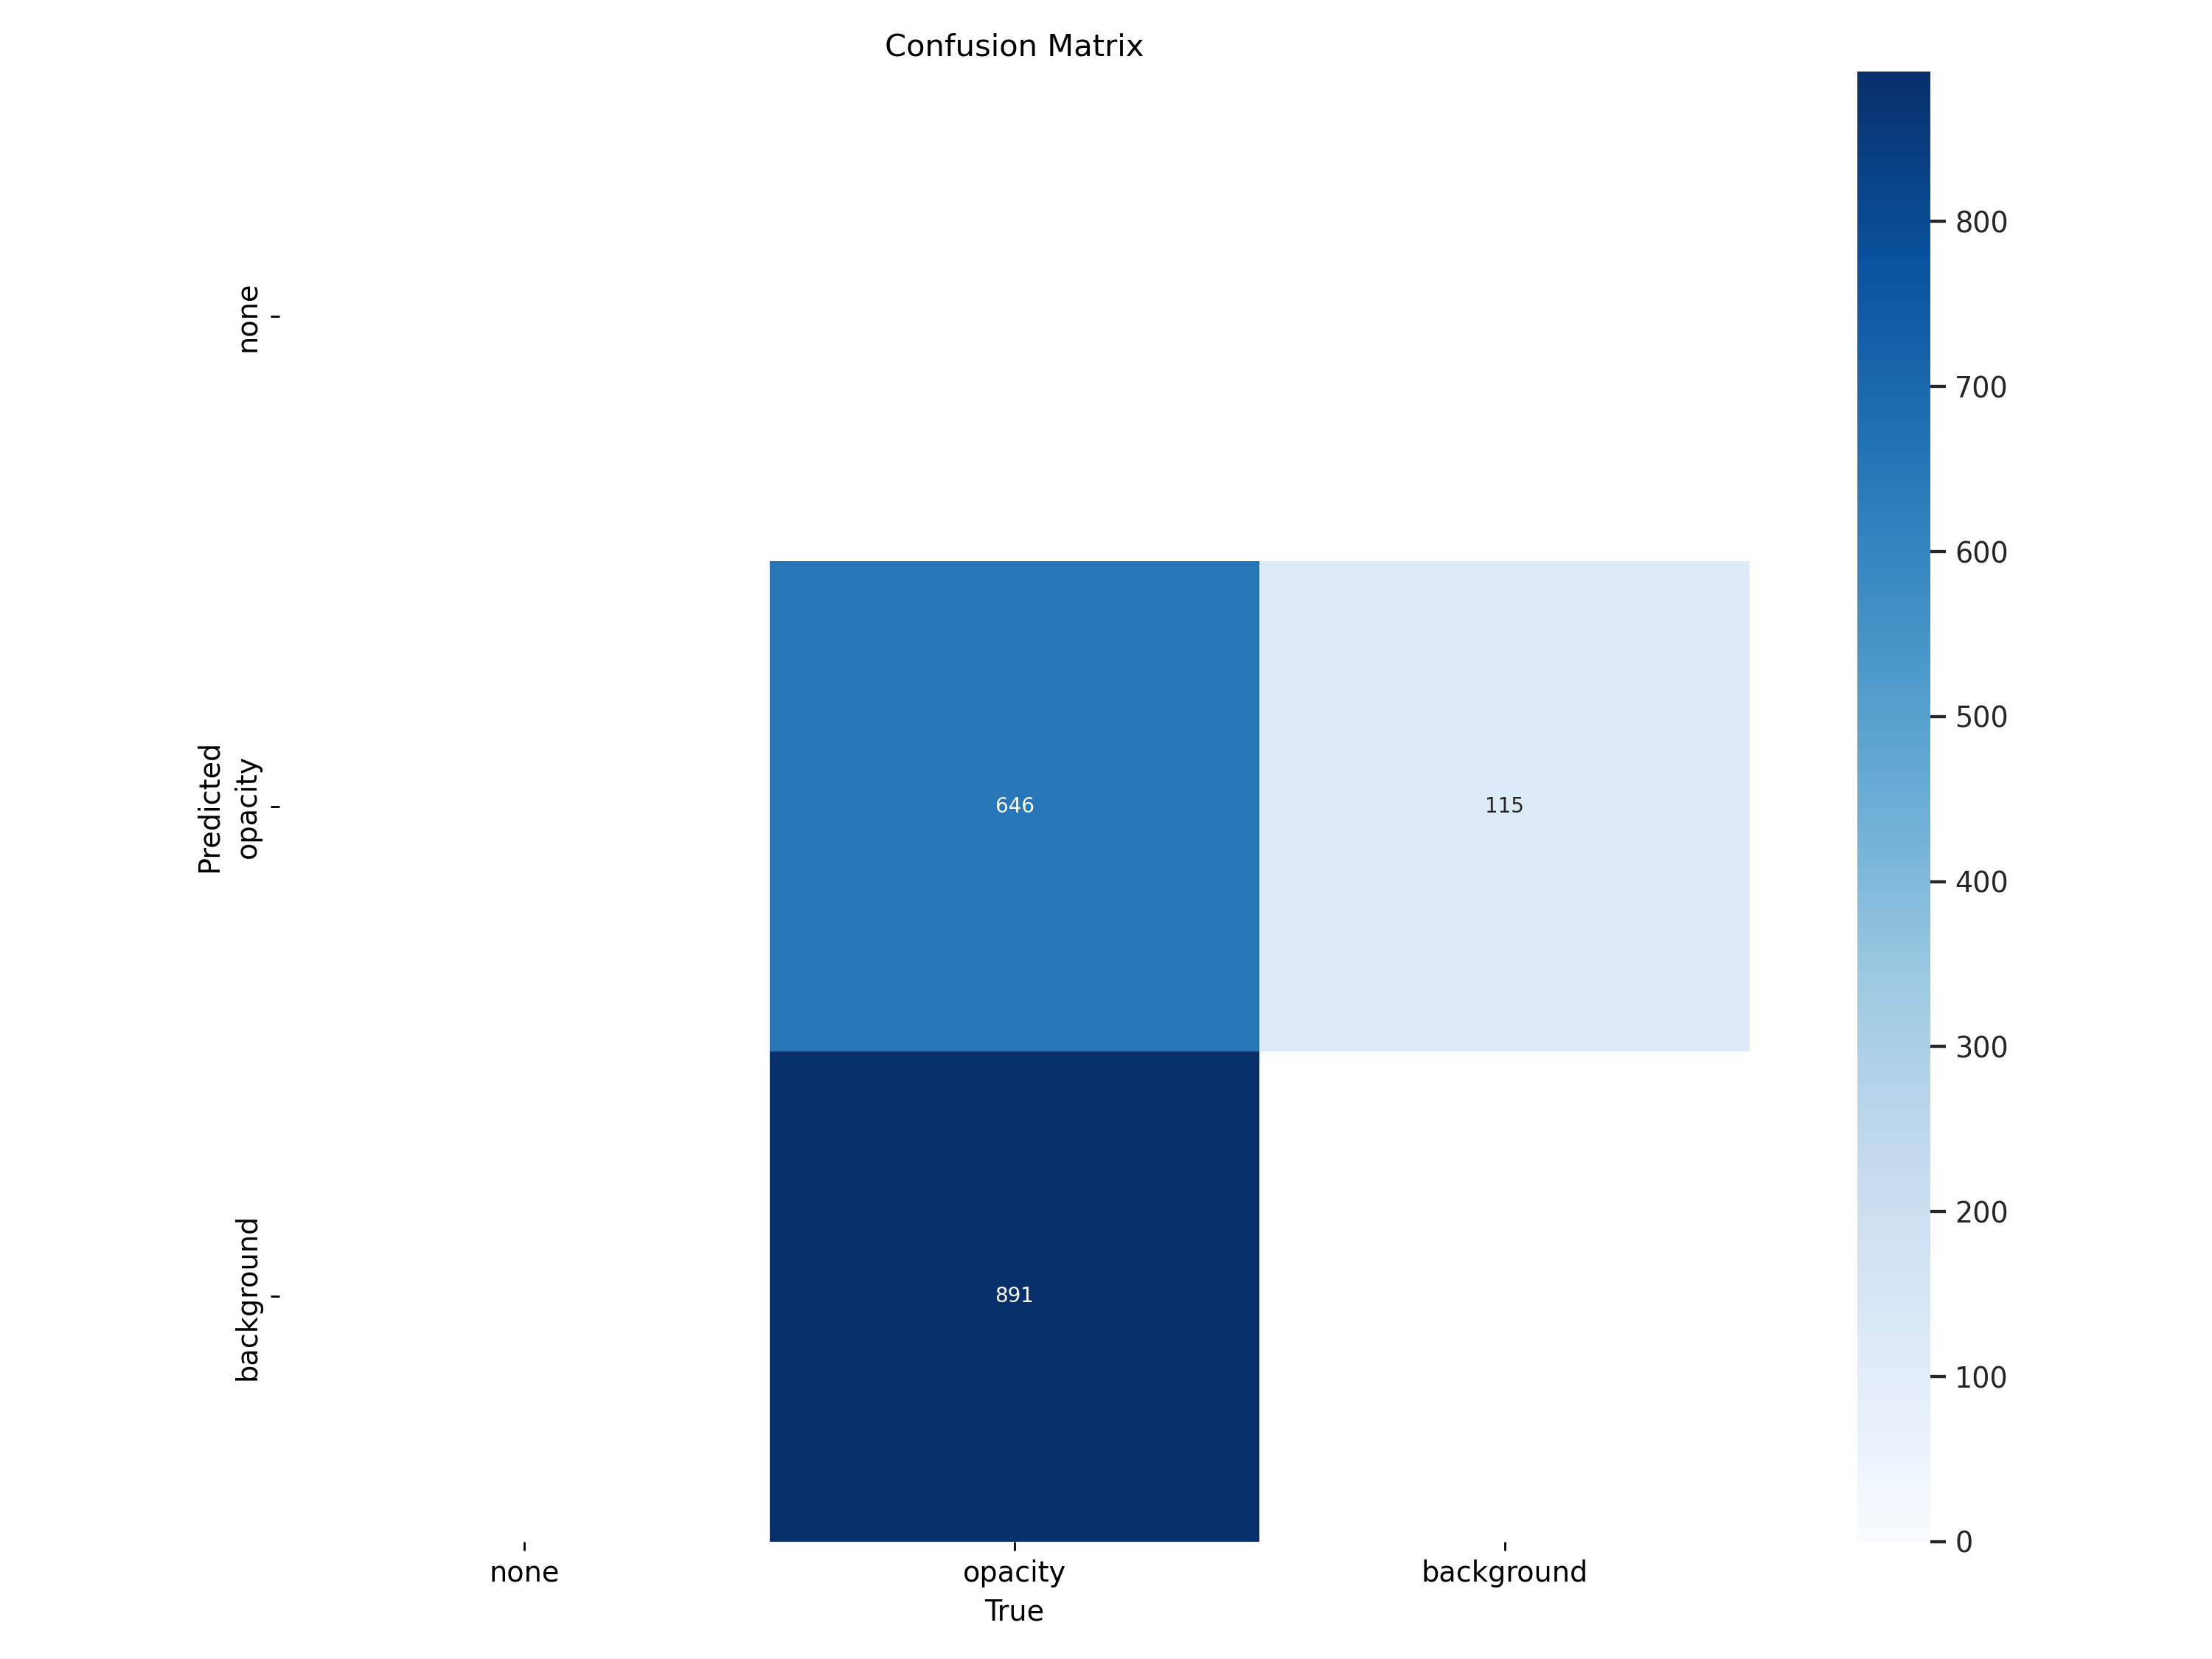 Confusion Matrix
none
Predicted
opacity
background
646
115
891
none
opacity
background
True
800
700
600
500
400
300
200
100
0